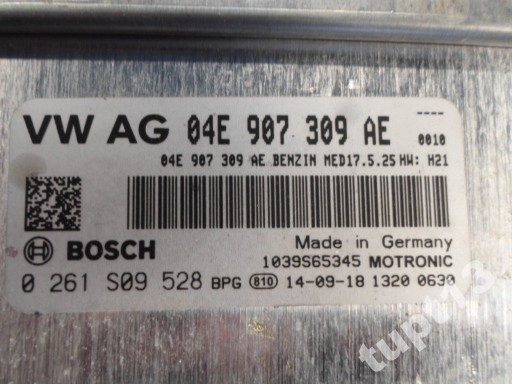 VW AG 04E 907 309 AE ---- 0010
04E 907 309 AE BENZIN MED17.5.25 HW: H21
BOSCH
Made in Germany
1039S65345 MOTRONIC
0 261 S09 528 BPG 810 14-09-18 1320 0630